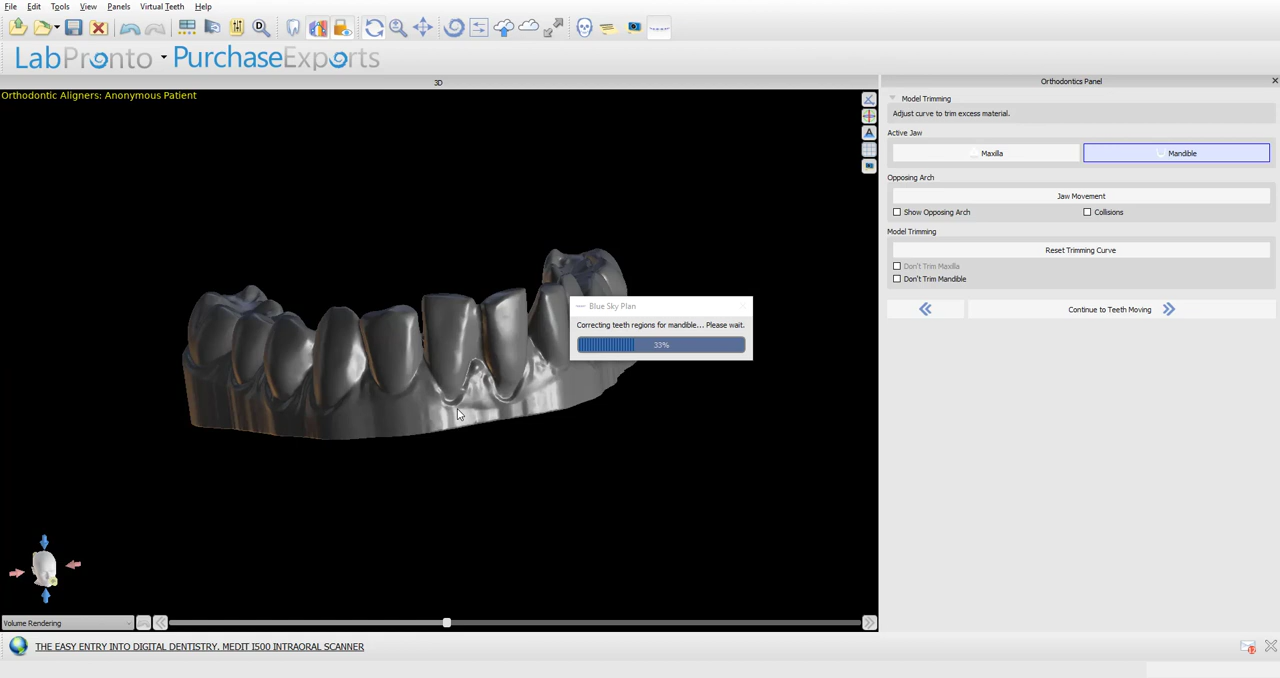 File Edit Tools View Panels Virtual Teeth Help
LabPronto PurchaseExports
3D
Orthodontics Panel
Orthodontic Aligners: Anonymous Patient
Model Trimming
Adjust curve to trim excess material.
Active Jaw
Maxilla Mandible
Opposing Arch
Jaw Movement
Show Opposing Arch Collisions
Model Trimming
Reset Trimming Curve
Don't Trim Maxilla
Don't Trim Mandible
Continue to Teeth Moving
Blue Sky Plan
Correcting teeth regions for mandible... Please wait.
33%
Volume Rendering
THE EASY ENTRY INTO DIGITAL DENTISTRY, MEDIT I500 INTRAORAL SCANNER